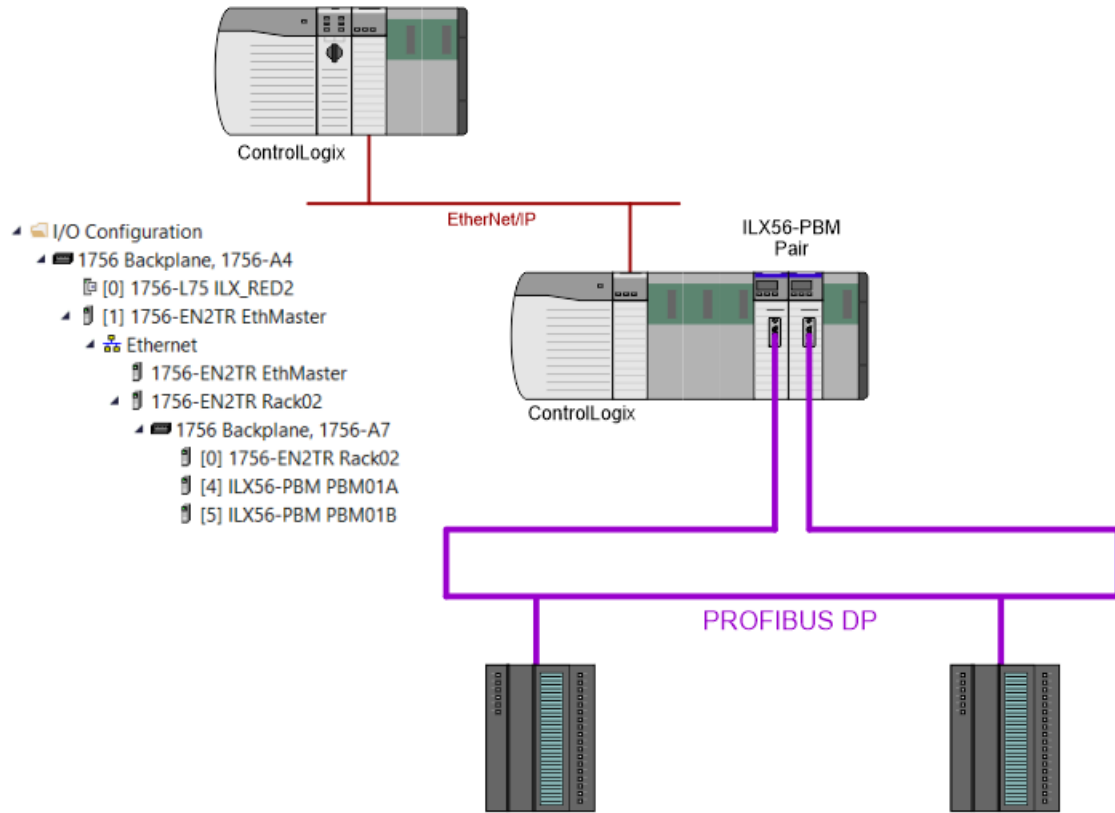 ControlLogix
EtherNet/IP
I/O Configuration
1756 Backplane, 1756-A4
[0] 1756-L75 ILX_RED2
[1] 1756-EN2TR EthMaster
Ethernet
1756-EN2TR EthMaster
1756-EN2TR Rack02
1756 Backplane, 1756-A7
[0] 1756-EN2TR Rack02
[4] ILX56-PBM PBM01A
[5] ILX56-PBM PBM01B
ILX56-PBM
Pair
ControlLogix
PROFIBUS DP